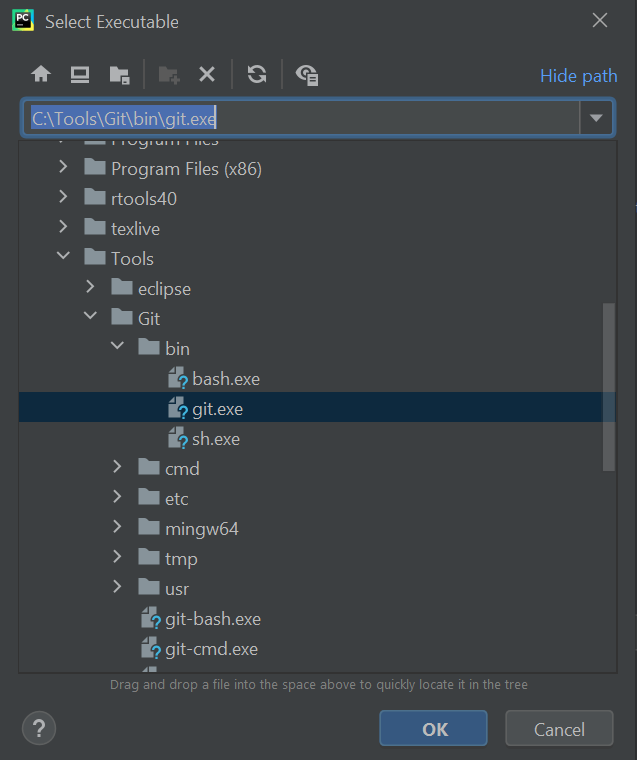 PC
Select Executable
Hide path
C:\Tools\Git\bin\git.exe
Program Files
Program Files (x86)
rtools40
texlive
Tools
eclipse
Git
bin
bash.exe
git.exe
sh.exe
cmd
etc
mingw64
tmp
usr
git-bash.exe
git-cmd.exe
Drag and drop a file into the space above to quickly locate it in the tree
?
OK
Cancel